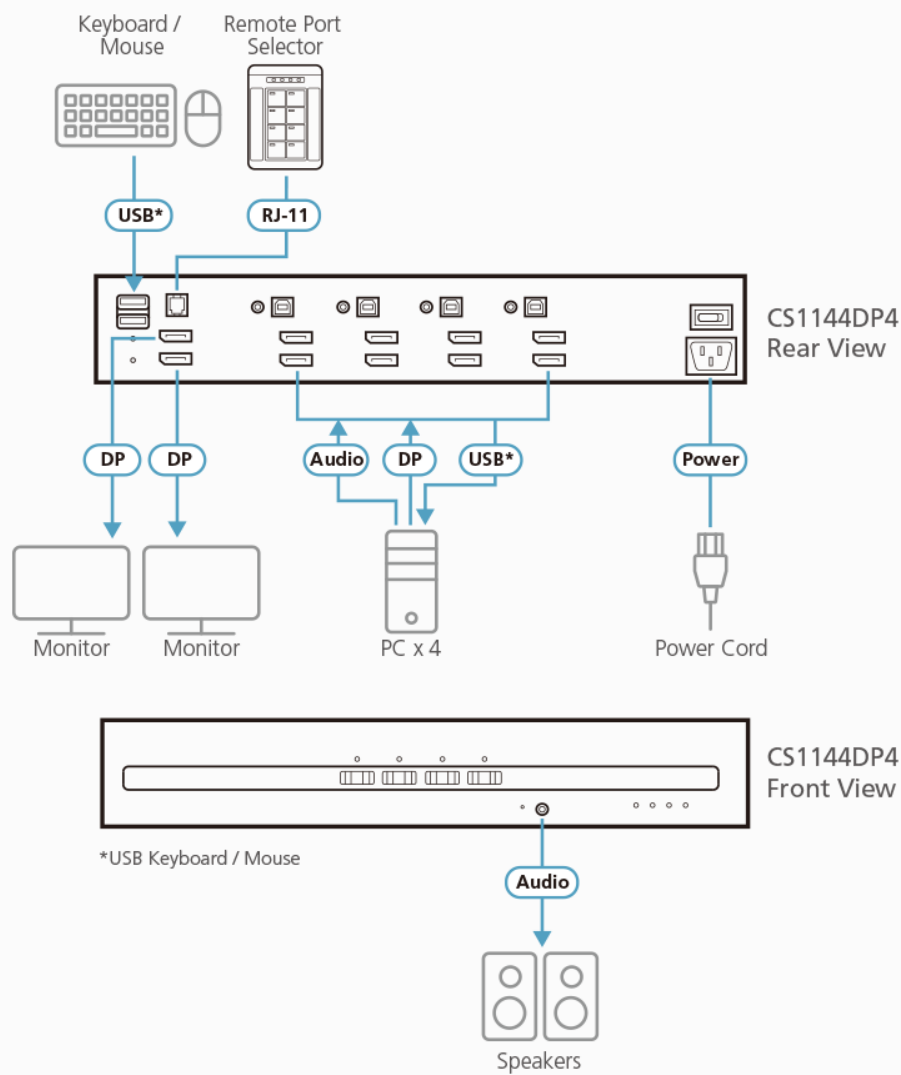 Keyboard /
Mouse
Remote Port
Selector
USB*
RJ-11
CS1144DP4
Rear View
DP
DP
Audio
DP
USB*
Power
Monitor
Monitor
PC x 4
Power Cord
CS1144DP4
Front View
*USB Keyboard / Mouse
Audio
Speakers